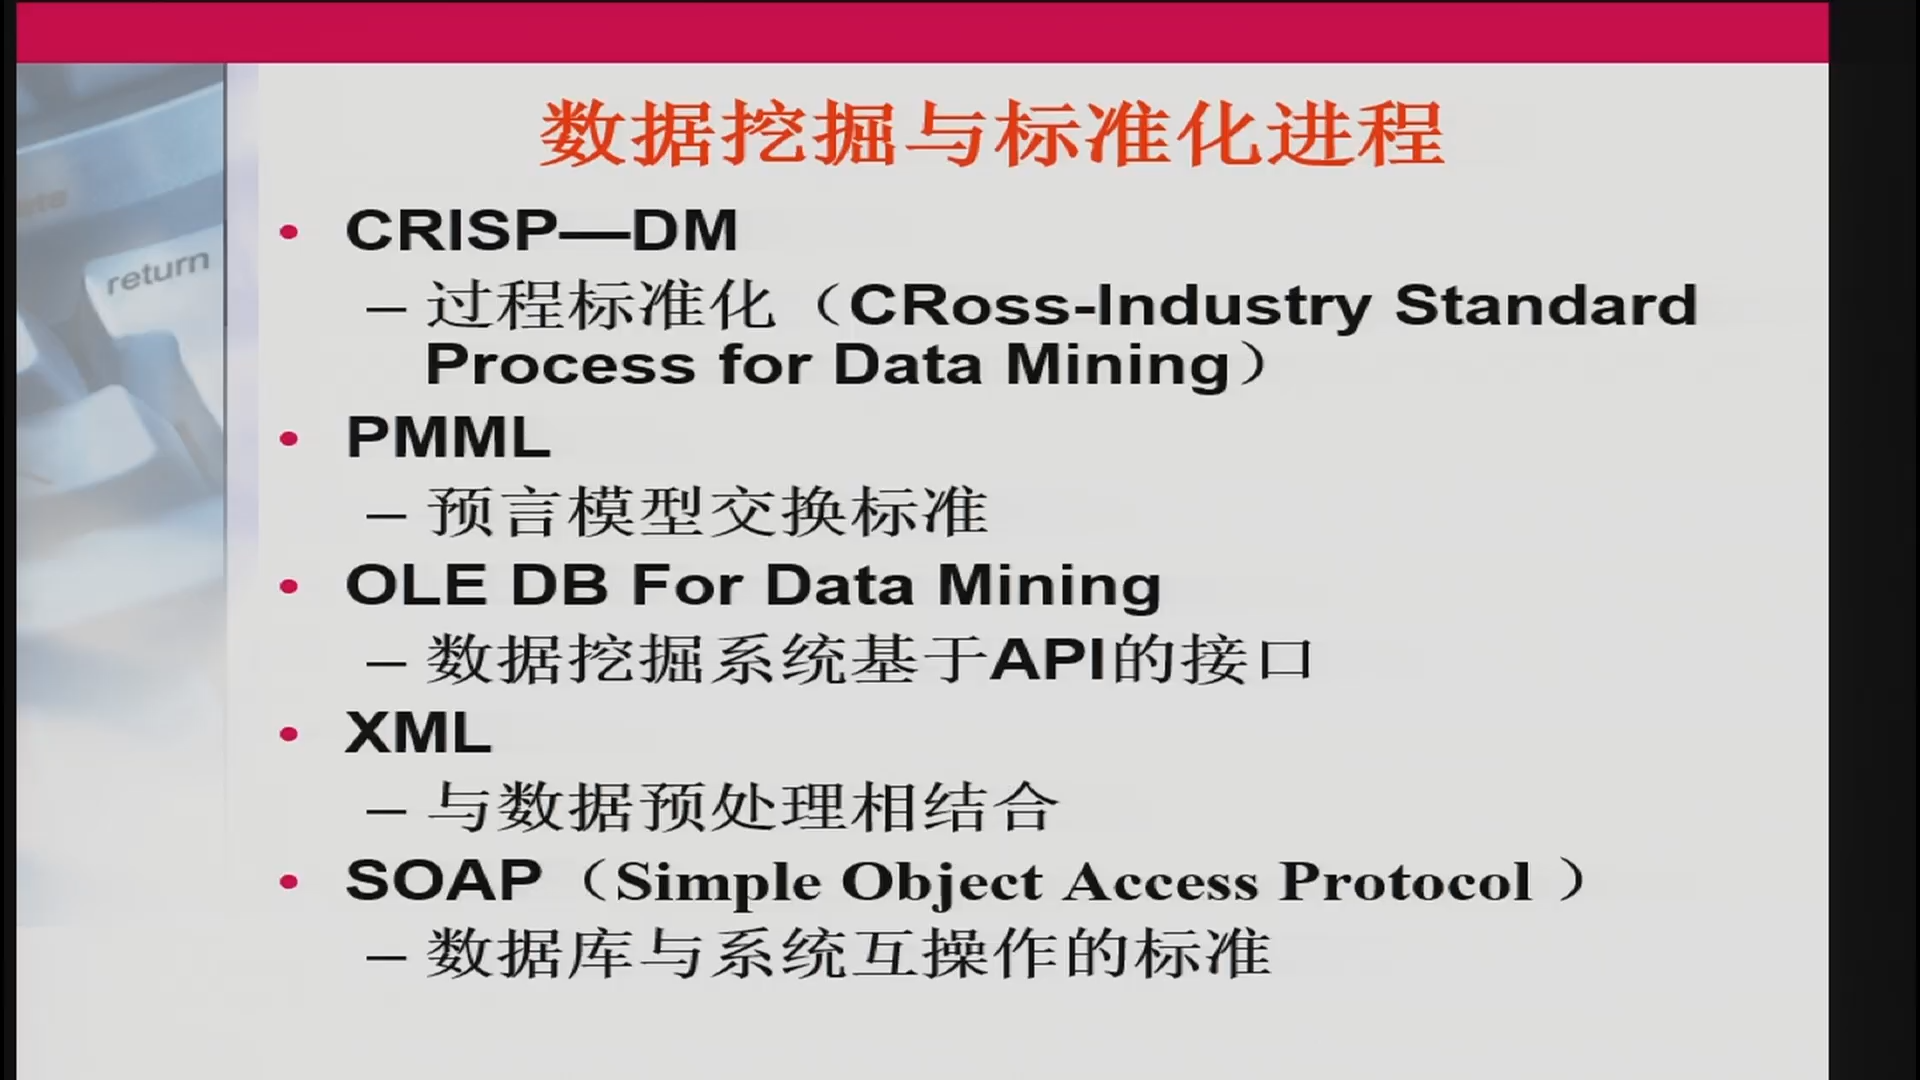 数据挖掘与标准化进程
return
• CRISP—DM
– 过程标准化（CRoss-Industry Standard
Process for Data Mining）
• PMML
– 预言模型交换标准
• OLE DB For Data Mining
– 数据挖掘系统基于API的接口
• XML
– 与数据预处理相结合
• SOAP（Simple Object Access Protocol ）
– 数据库与系统互操作的标准